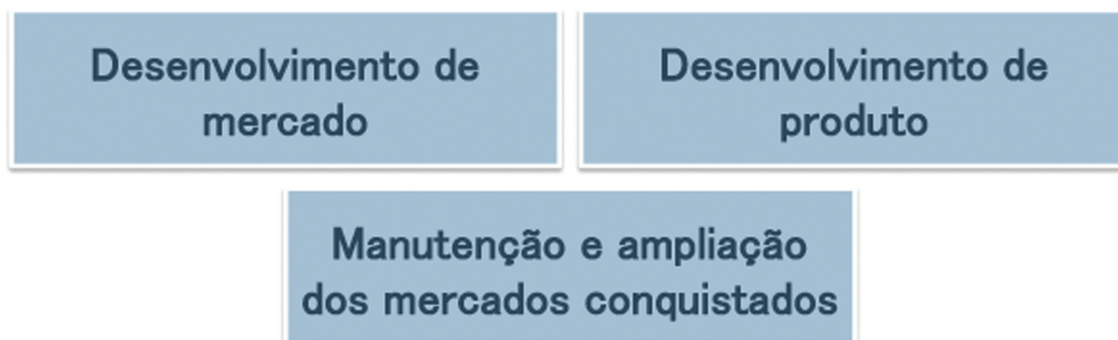 Desenvolvimento de
mercado
Desenvolvimento de
produto
Manutenção e ampliação
dos mercados conquistados